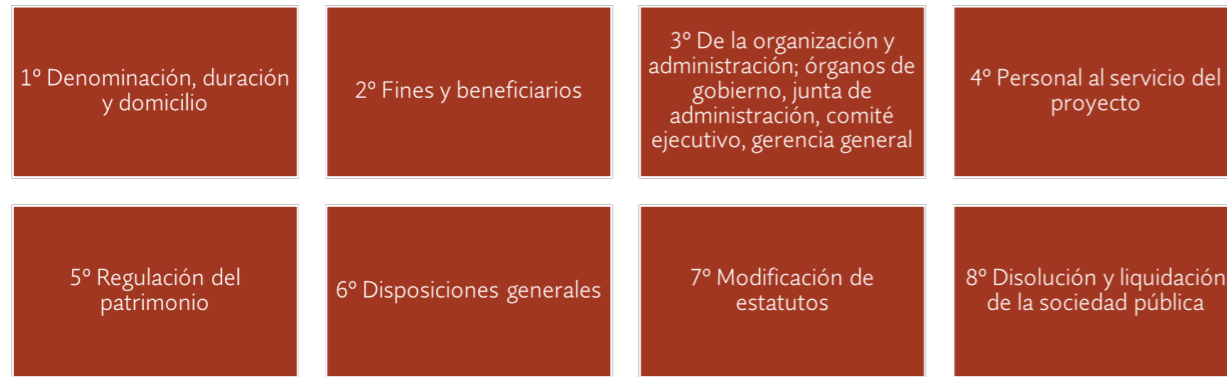 1º Denominación, duración
y domicilio
2º Fines y beneficiarios
3º De la organización y
administración; órganos de
gobierno, junta de
administración, comité
ejecutivo, gerencia general
4º Personal al servicio del
proyecto
5º Regulación del
patrimonio
6º Disposiciones generales
7º Modificación de
estatutos
8º Disolución y liquidación
de la sociedad pública